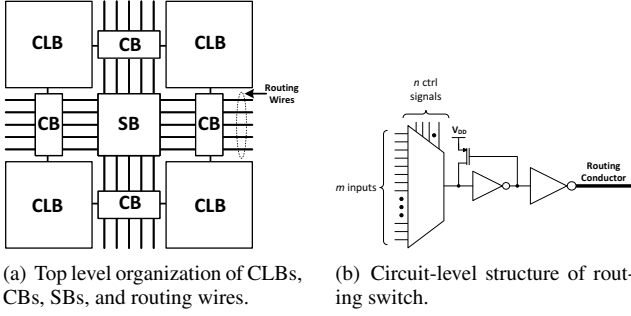 CLB
CB
CLB
Routing
Wires
CB
SB
CB
CLB
CB
CLB
n ctrl
signals
VDD
m inputs
Routing
Conductor
(a) Top level organization of CLBs,
CBs, SBs, and routing wires.
(b) Circuit-level structure of rout-
ing switch.